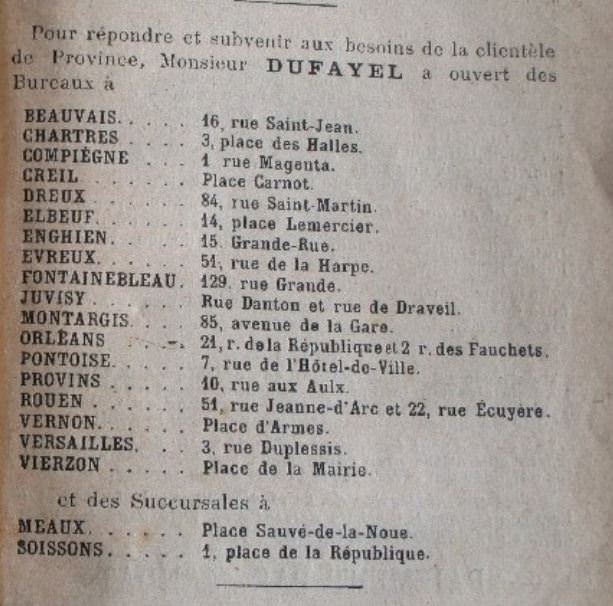 Pour répondre et subvenir aux besoins de la clientèle
de Province, Monsieur DUFAYEL a ouvert des
Bureaux à
BEAUVAIS. . . . . 16, rue Saint-Jean.
CHARTRES . . . . 3, place des Halles.
COMPIÈGNE . . . 1 rue Magenta.
CREIL . . . . . . Place Carnot.
DREUX . . . . . . 84, rue Saint-Martin.
ELBEUF. . . . . . 14, place Lemercier.
ENGHIEN. . . . . 15. Grande-Rue.
EVREUX. . . . . . 51, rue de la Harpe.
FONTAINEBLEAU. 129, rue Grande.
JUVISY . . . . . . Rue Danton et rue de Draveil.
MONTARGIS. . . . 85, avenue de la Gare.
ORLÉANS . . . . 21, r. de la République et 2 r. des Fauchets.
PONTOISE. . . . . 7, rue de l'Hôtel-de-Ville.
PROVINS . . . . . 10, rue aux Aulx.
ROUEN . . . . . . 51, rue Jeanne-d'Arc et 22, rue Écuyère.
VERNON. . . . . . Place d'Armes.
VERSAILLES. . . . 3, rue Duplessis.
VIERZON . . . . . Place de la Mairie.
et des Succursales à
MEAUX. . . . . . Place Sauvé-de-la-Noue.
SOISSONS. . . . . 1, place de la République.